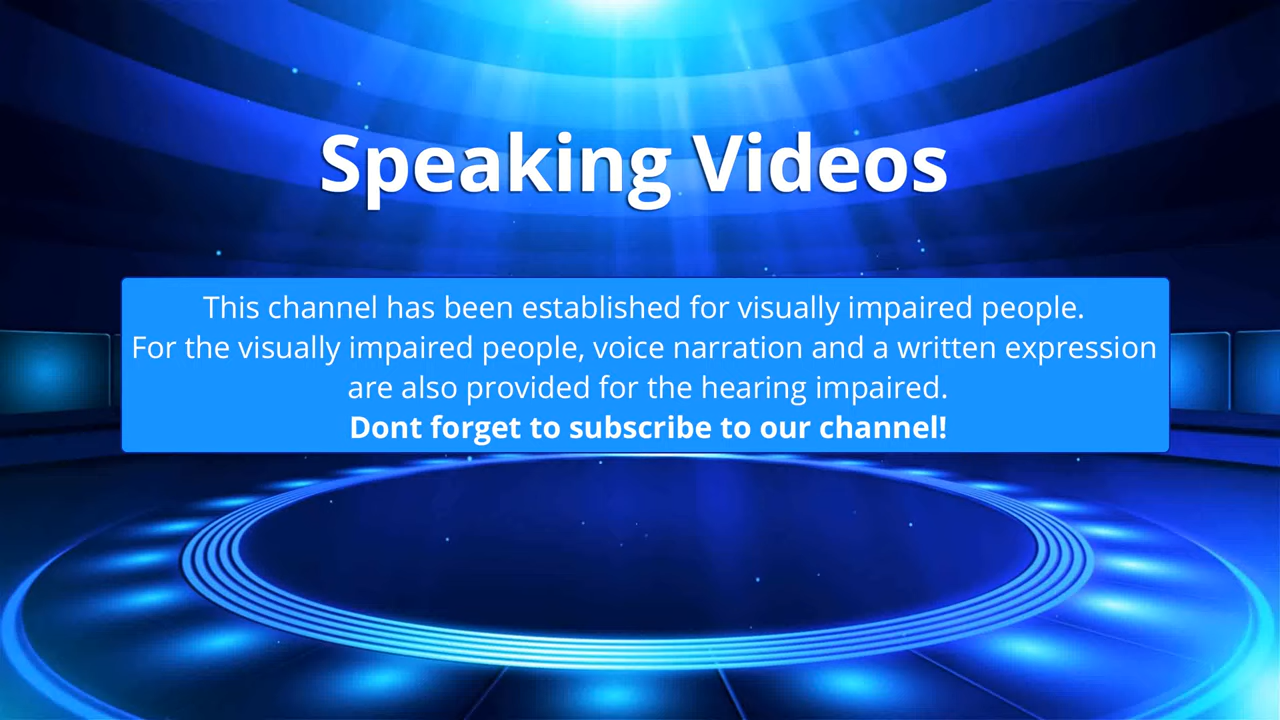 Speaking Videos
This channel has been established for visually impaired people.
For the visually impaired people, voice narration and a written expression
are also provided for the hearing impaired.
Dont forget to subscribe to our channel!